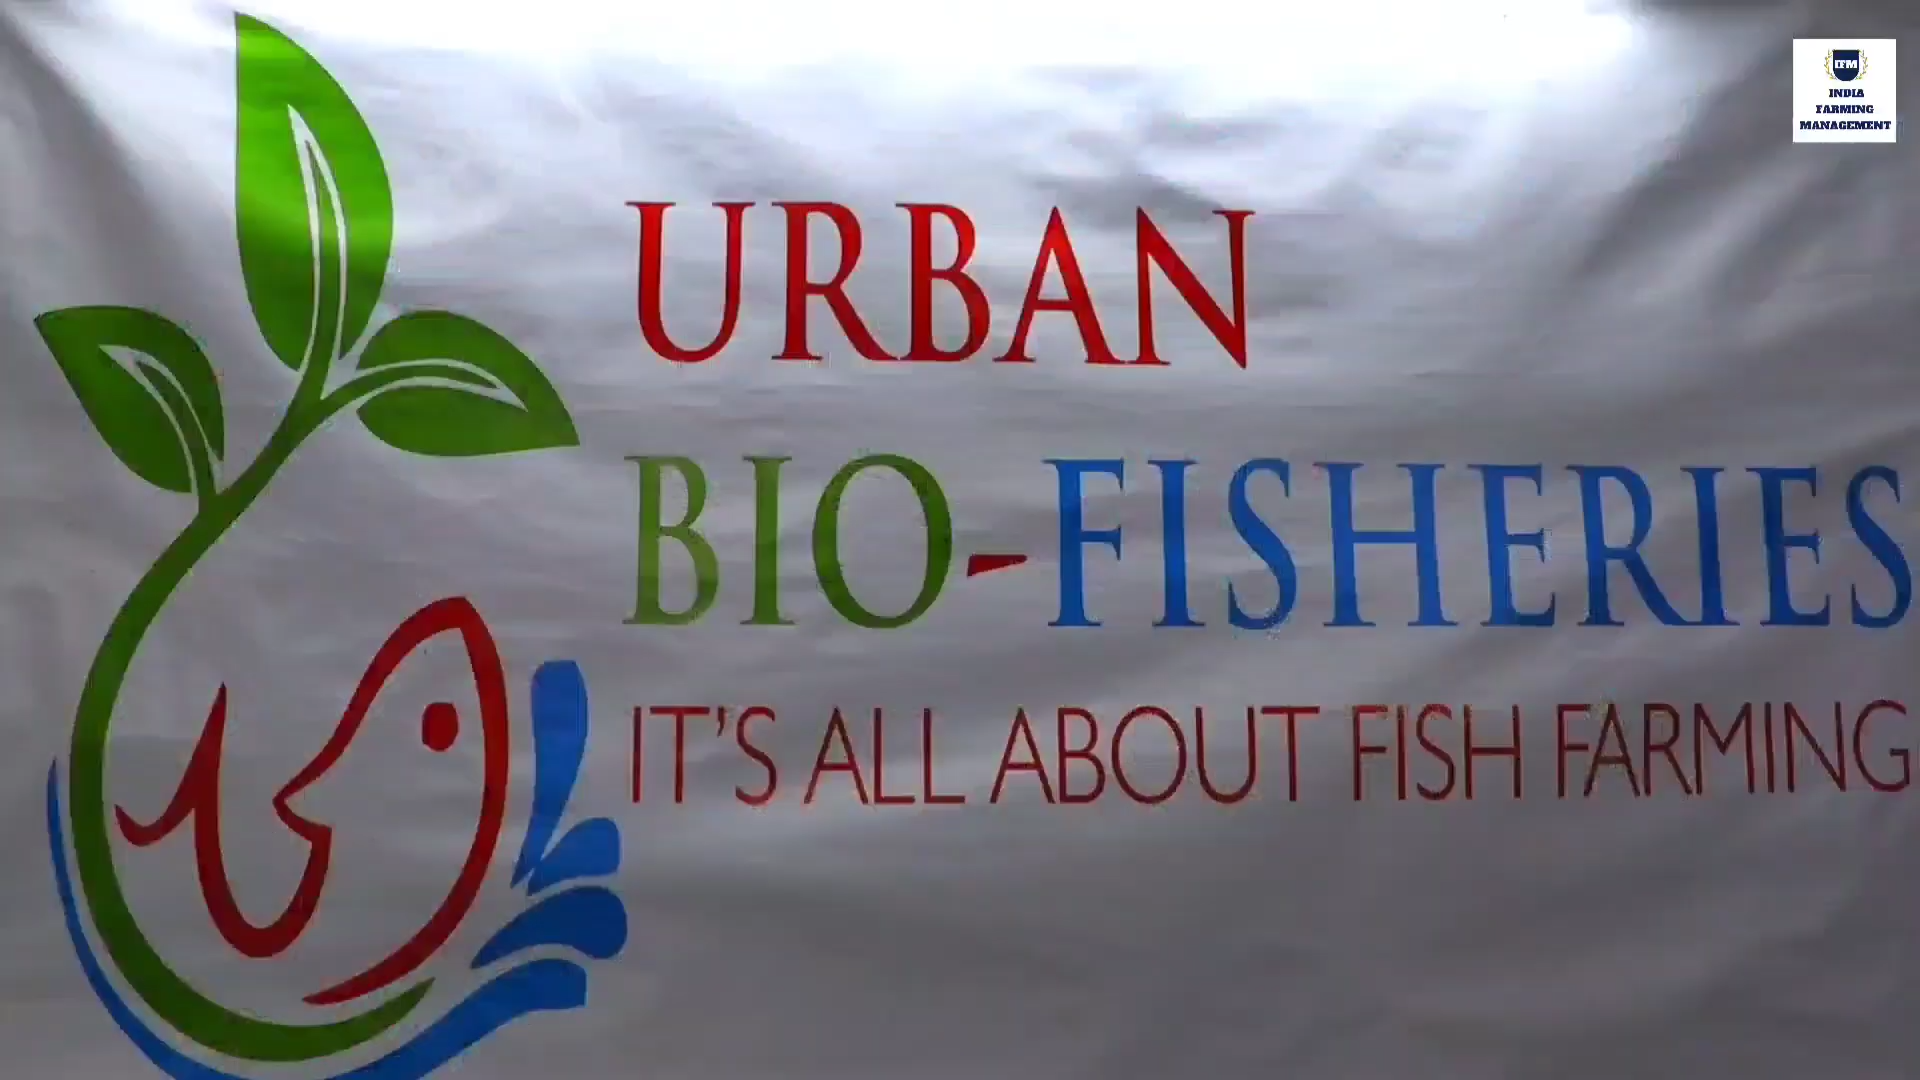 URBAN
BIO-FISHERIES
IT'S ALL ABOUT FISH FARMING
IFM
INDIA
FARMING
MANAGEMENT